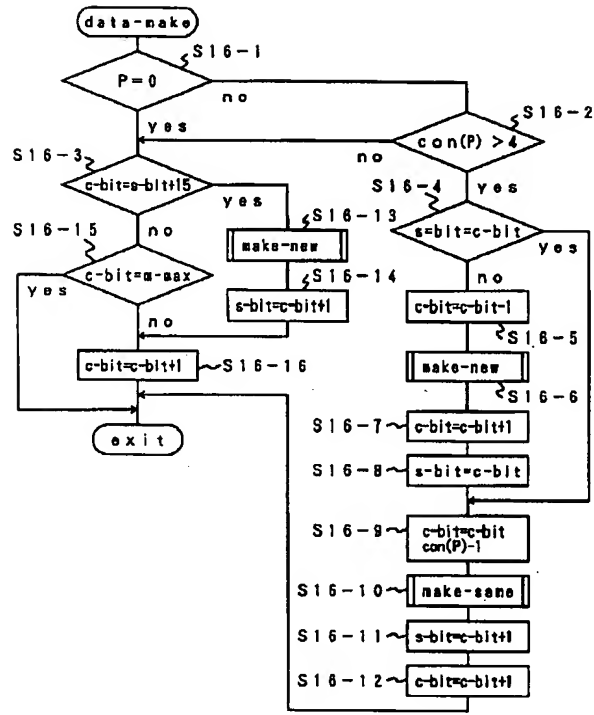 data-make
S16-1
P=0
no
S16-2
yes
con(P) >4
no
S16-3
yes
S16-4
c-bit=s-bit+15
yes
S16-13
s=bit=c-bit
yes
S16-15
no
make-new
no
c-bit=m-max
S16-14
yes
s-bit=c-bit+1
c-bit=c-bit-1
no
S16-5
c-bit=c-bit+1
S16-16
make-new
S16-6
exit
S16-7
c-bit=c-bit+1
S16-8
s-bit=c-bit
S16-9
c-bit=c-bit
con(P)-1
S16-10
make-same
S16-11
s-bit=c-bit+1
S16-12
c-bit=c-bit+1